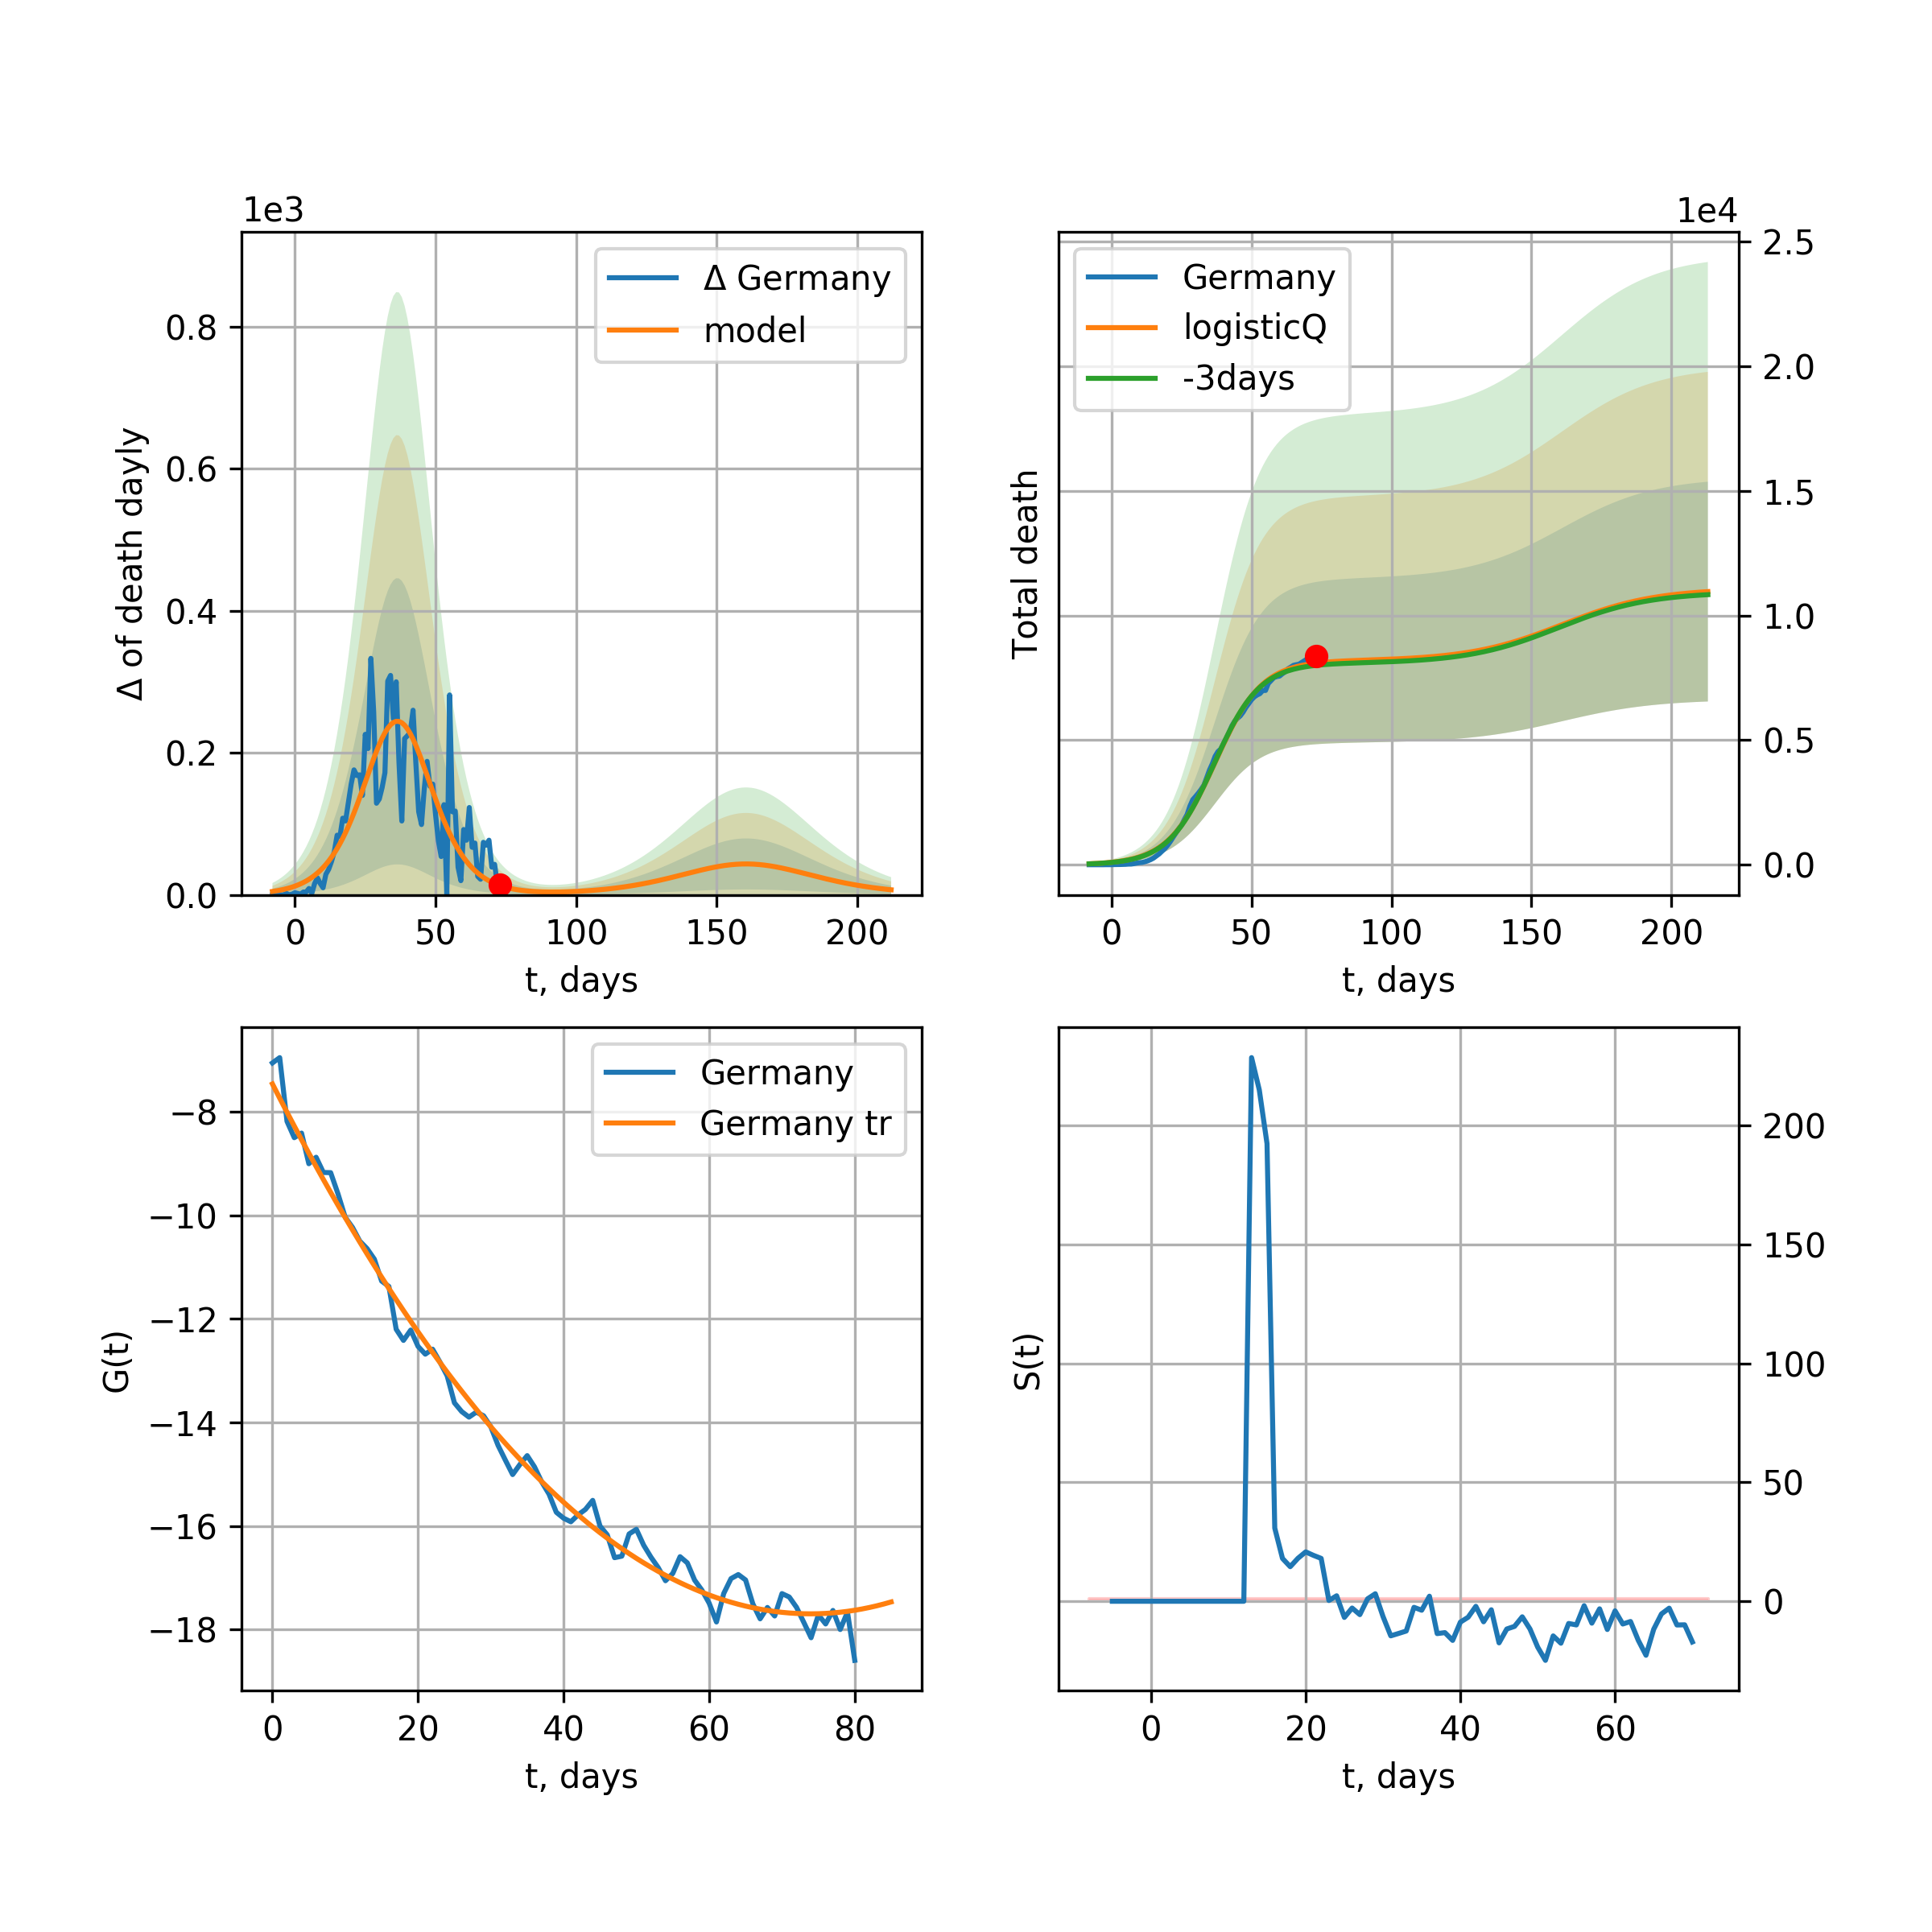 1e3
Δ Germany
model
0.8
0.6
0.4
0.2
0.0
Δ of death dayly
0 50 100 150 200
t, days
1e4
Germany
logisticQ
-3days
2.5
2.0
1.5
1.0
0.5
0.0
Total death
0 50 100 150 200
t, days
Germany
Germany tr
−8
−10
−12
−14
−16
−18
G(t)
0 20 40 60 80
t, days
200
150
100
50
0
S(t)
0 20 40 60
t, days